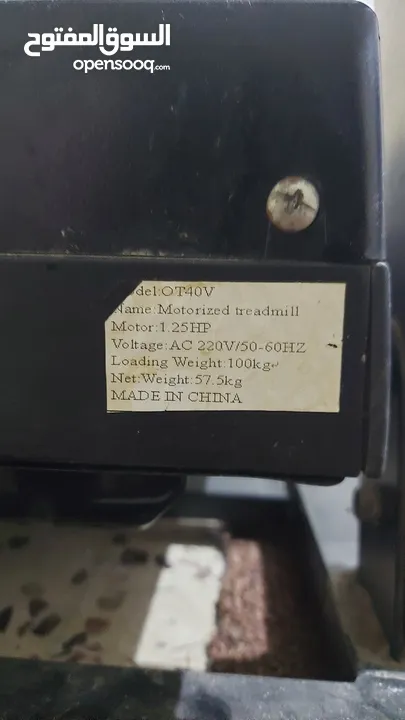 السوق المفتوح
opensooq.com
odel:OT40V
Name:Motorized treadmill
Motor:1.25HP
Voltage:AC 220V/50-60HZ
Loading Weight:100kg↵
Net:Weight:57.5kg
MADE IN CHINA